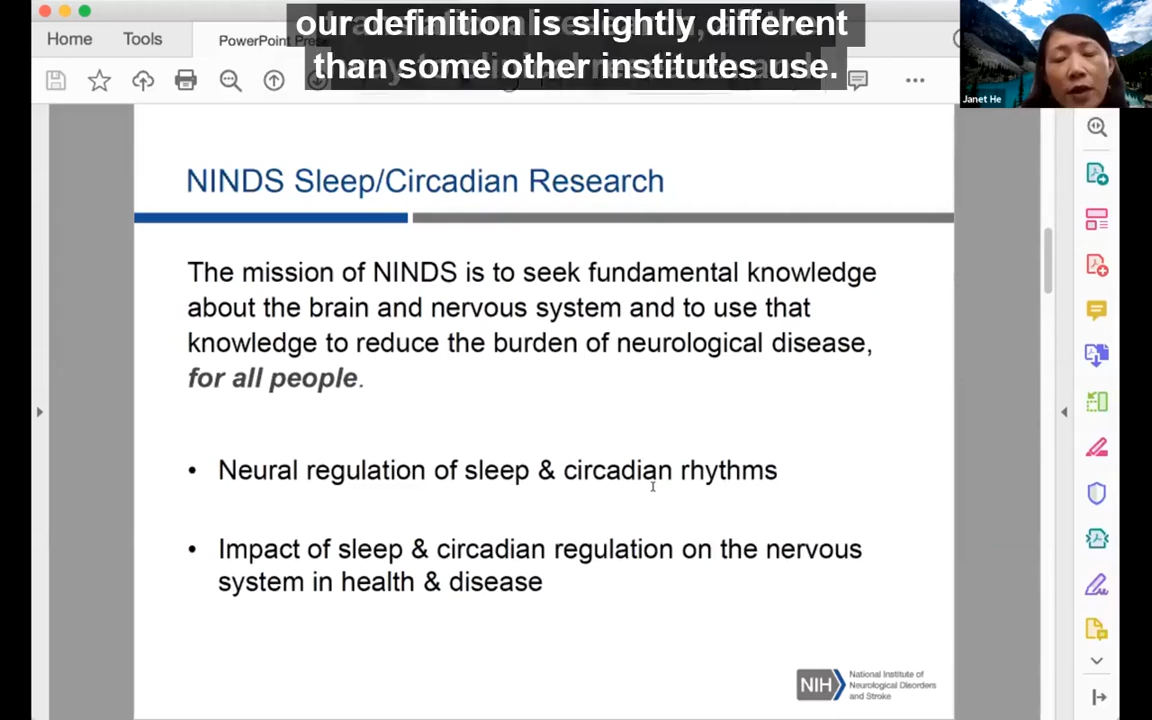 our definition is slightly different
than some other institutes use.
Home
Tools
PowerPoint Pres
Janet He
NINDS Sleep/Circadian Research
The mission of NINDS is to seek fundamental knowledge
about the brain and nervous system and to use that
knowledge to reduce the burden of neurological disease,
for all people.
• Neural regulation of sleep & circadian rhythms
• Impact of sleep & circadian regulation on the nervous
system in health & disease
NIH
National Institute of
Neurological Disorders
and Stroke